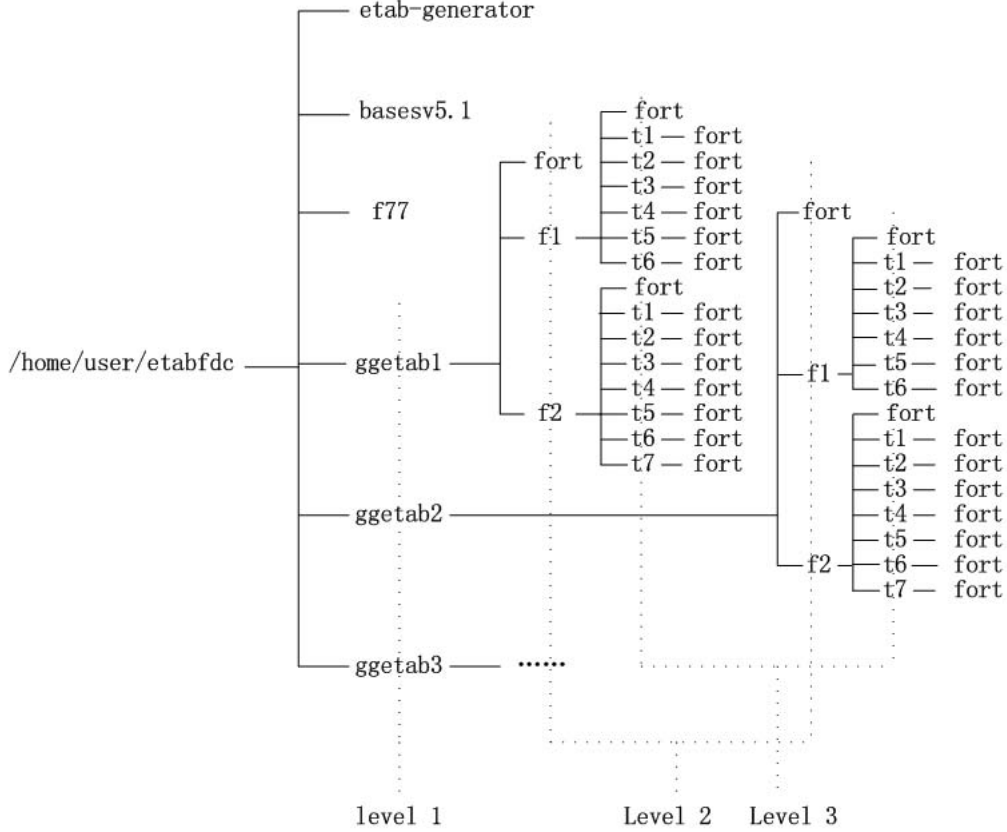 etab-generator
basesv5.1
fort
t1 fort
fort t2 fort
t3 fort
f77 t4 fort fort
f1 t5 fort fort
t6 fort t1 fort
fort t2 fort
t1 fort t3 fort
t2 fort t4 fort
/home/user/etabfdc ggetab1 t3 fort t5 fort
f1
t4 fort t6 fort
f2 t5 fort fort
t6 fort t1 fort
t7 fort t2 fort
t3 fort
ggetab2 t4 fort
t5 fort
f2 t6 fort
t7 fort
ggetab3 ......
level 1 Level 2 Level 3